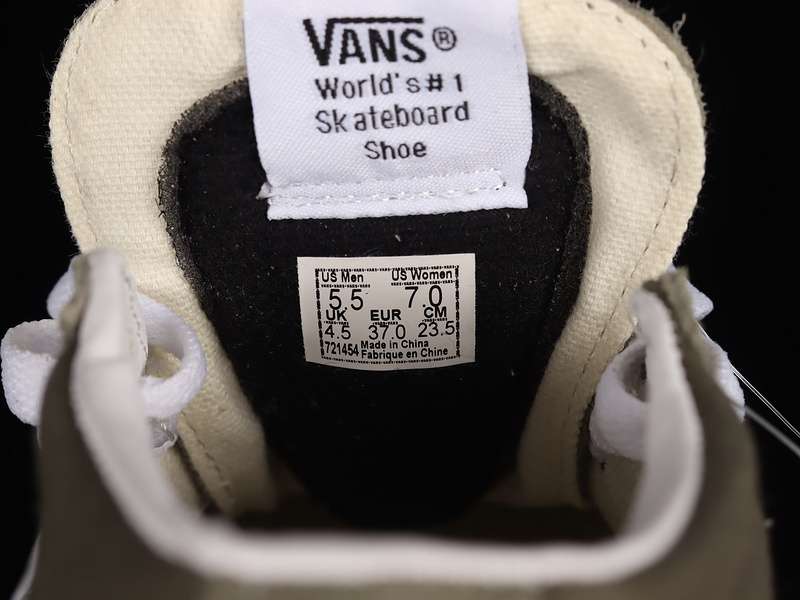 VANS®
World's #1
Skateboard
Shoe
US Men US Women
5.5 7.0
UK EUR CM
4.5 37.0 23.5
721454 Made in China
Fabrique en Chine